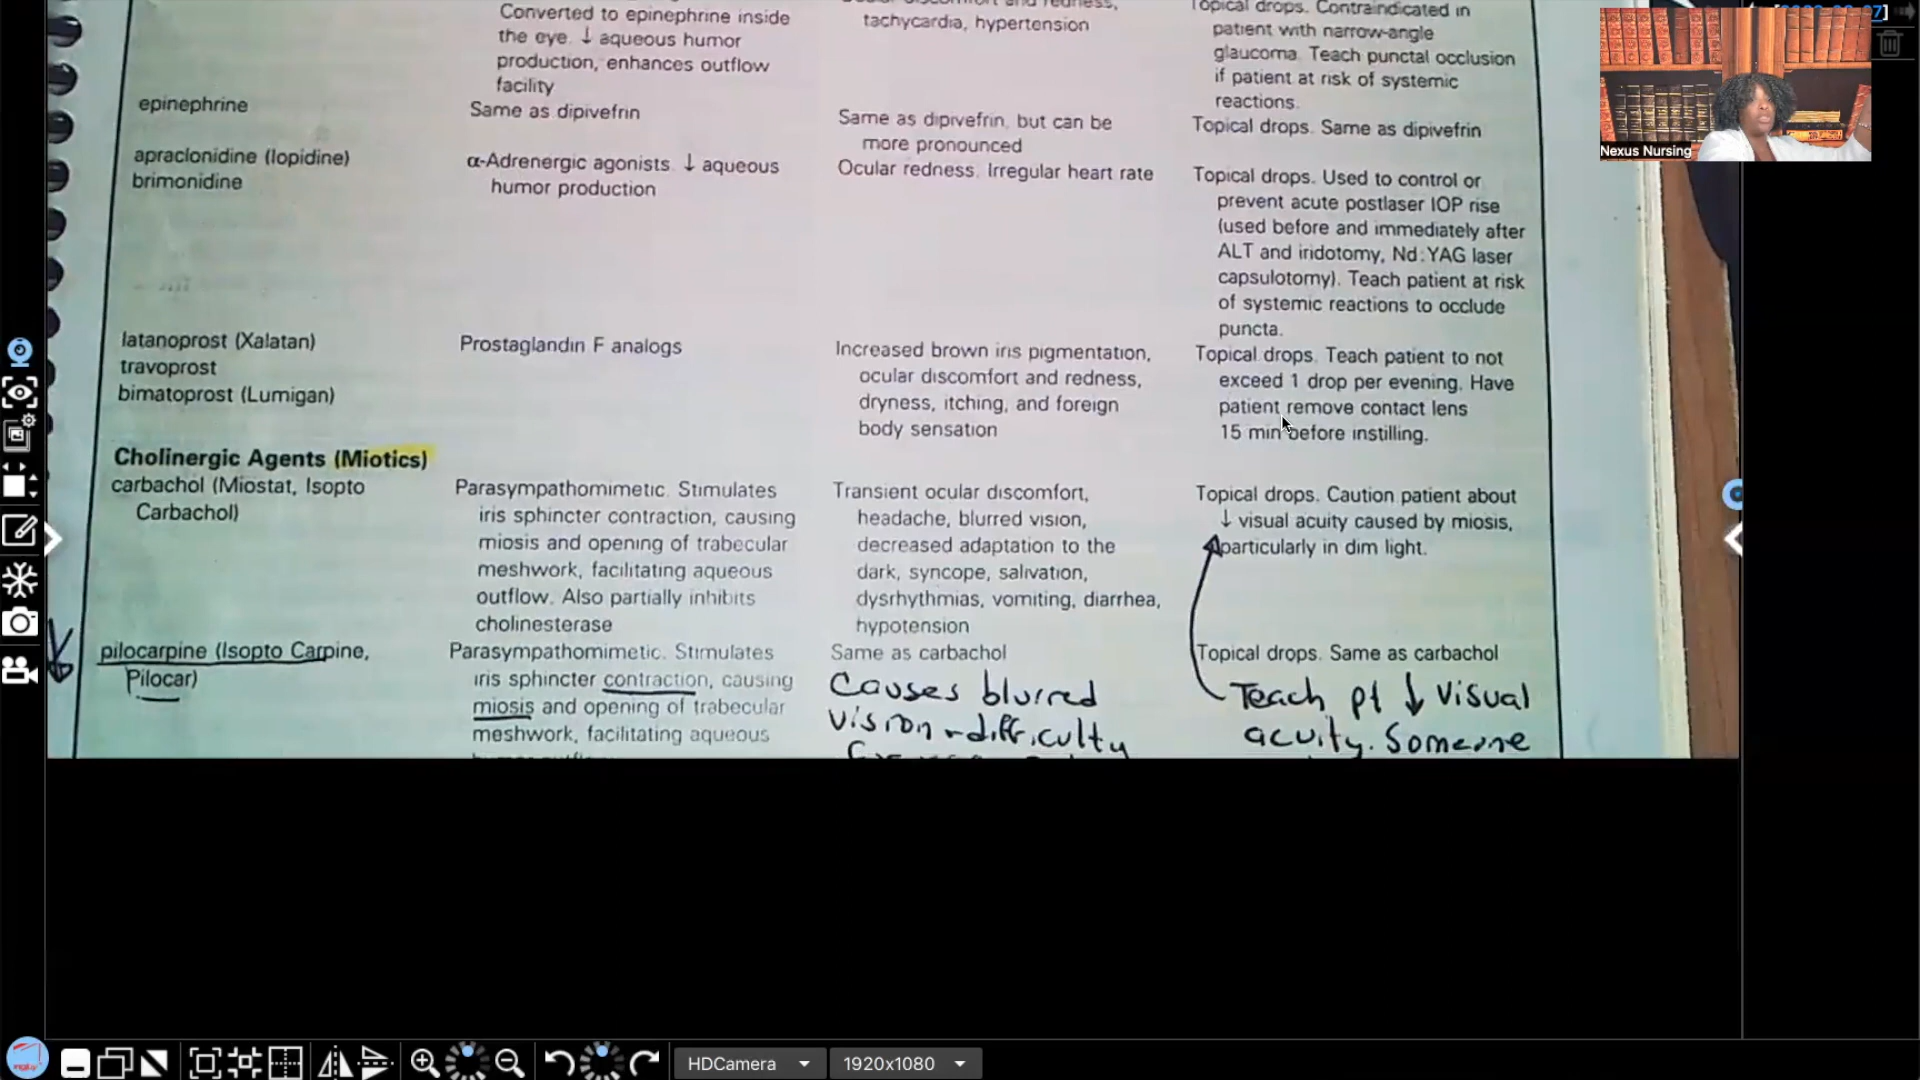 Converted to epinephrine inside
the eye. ↓ aqueous humor
production, enhances outflow
facility
tachycardia, hypertension
Topical drops. Contraindicated in
patient with narrow-angle
glaucoma. Teach punctal occlusion
if patient at risk of systemic
reactions.
epinephrine
Same as dipivefrin
Same as dipivefrin, but can be
more pronounced
Topical drops. Same as dipivefrin
apraclonidine (Iopidine)
brimonidine
α-Adrenergic agonists. ↓ aqueous
humor production
Ocular redness. Irregular heart rate
Topical drops. Used to control or
prevent acute postlaser IOP rise
(used before and immediately after
ALT and iridotomy, Nd:YAG laser
capsulotomy). Teach patient at risk
of systemic reactions to occlude
puncta.
latanoprost (Xalatan)
travoprost
bimatoprost (Lumigan)
Prostaglandin F analogs
Increased brown iris pigmentation,
ocular discomfort and redness,
dryness, itching, and foreign
body sensation
Topical drops. Teach patient to not
exceed 1 drop per evening. Have
patient remove contact lens
15 min before instilling.
Cholinergic Agents (Miotics)
carbachol (Miostat, Isopto
Carbachol)
Parasympathomimetic. Stimulates
iris sphincter contraction, causing
miosis and opening of trabecular
meshwork, facilitating aqueous
outflow. Also partially inhibits
cholinesterase
Transient ocular discomfort,
headache, blurred vision,
decreased adaptation to the
dark, syncope, salivation,
dysrhythmias, vomiting, diarrhea,
hypotension
Topical drops. Caution patient about
↓ visual acuity caused by miosis,
particularly in dim light.
pilocarpine (Isopto Carpine,
Pilocar)
Parasympathomimetic. Stimulates
iris sphincter contraction, causing
miosis and opening of trabecular
meshwork, facilitating aqueous
Same as carbachol
Causes blurred
vision - difficulty
Topical drops. Same as carbachol
Teach pt ↓ visual
acuity. Someone
Nexus Nursing
HDCamera
1920x1080